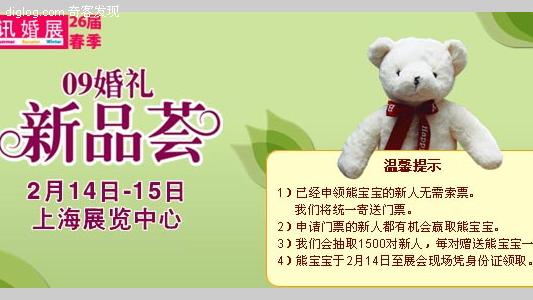 diglog.com 奇客发现
讯婚展
26届
春季
09婚礼
新品荟
2月14日-15日
上海展览中心
温馨提示
1）已经申领熊宝宝的新人无需索票。
我们将统一寄送门票。
2）申请门票的新人都有机会赢取熊宝宝。
3）我们会抽取1500对新人，每对赠送熊宝宝一
4）熊宝宝于2月14日至展会现场凭身份证领取。